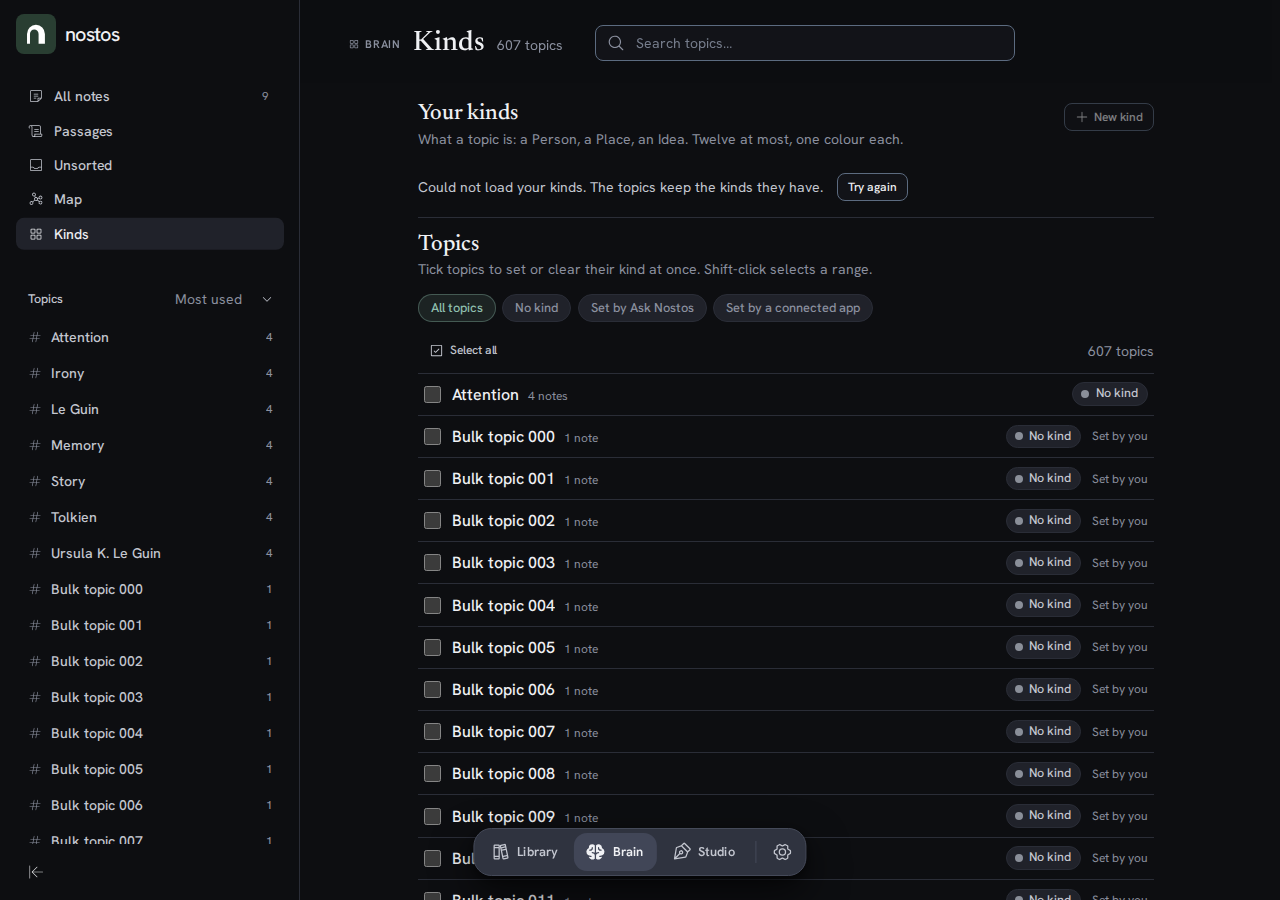 nostos
All notes 9
Passages
Unsorted
Map
Kinds
Topics Most used
# Attention 4
# Irony 4
# Le Guin 4
# Memory 4
# Story 4
# Tolkien 4
# Ursula K. Le Guin 4
# Bulk topic 000 1
# Bulk topic 001 1
# Bulk topic 002 1
# Bulk topic 003 1
# Bulk topic 004 1
# Bulk topic 005 1
# Bulk topic 006 1
# Bulk topic 007 1
BRAIN Kinds 607 topics
Search topics...
Your kinds
New kind
What a topic is: a Person, a Place, an Idea. Twelve at most, one colour each.
Could not load your kinds. The topics keep the kinds they have. Try again
Topics
Tick topics to set or clear their kind at once. Shift-click selects a range.
All topics No kind Set by Ask Nostos Set by a connected app
Select all 607 topics
Attention 4 notes No kind
Bulk topic 000 1 note No kind Set by you
Bulk topic 001 1 note No kind Set by you
Bulk topic 002 1 note No kind Set by you
Bulk topic 003 1 note No kind Set by you
Bulk topic 004 1 note No kind Set by you
Bulk topic 005 1 note No kind Set by you
Bulk topic 006 1 note No kind Set by you
Bulk topic 007 1 note No kind Set by you
Bulk topic 008 1 note No kind Set by you
Bulk topic 009 1 note No kind Set by you
No kind Set by you
Bulk topic 011 No kind Set by you
Library Brain Studio